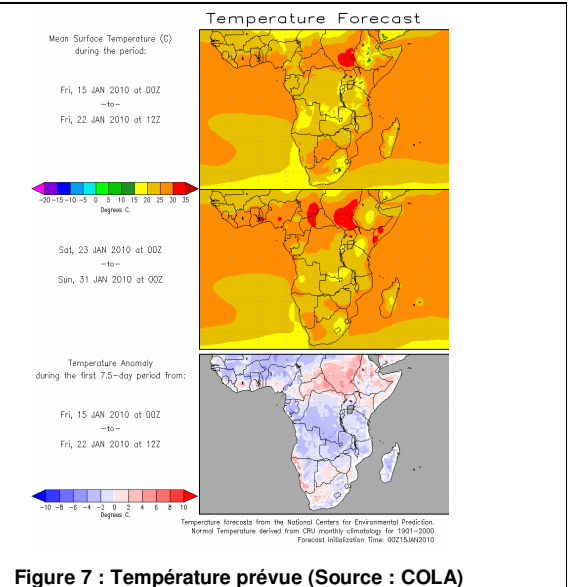 Temperature Forecast
Mean Surface Temperature (C)
during the period:
Fri, 15 JAN 2010 at 00Z
-to-
Fri, 22 JAN 2010 at 12Z
-20 -15 -10 -5 0 5 10 15 20 25 30 35
Degrees C.
Sat, 23 JAN 2010 at 00Z
-to-
Sun, 31 JAN 2010 at 00Z
Temperature Anomaly
during the first 7.5-day period from:
Fri, 15 JAN 2010 at 00Z
-to-
Fri, 22 JAN 2010 at 12Z
-10 -8 -6 -4 -2 0 2 4 6 8 10
Degrees C.
Temperature forecasts from the National Centers for Environmental Prediction.
Normal Temperature derived from CRU monthly climatology for 1901-2000
Forecast Initialization Time: 00Z15JAN2010
Figure 7 : Température prévue (Source : COLA)